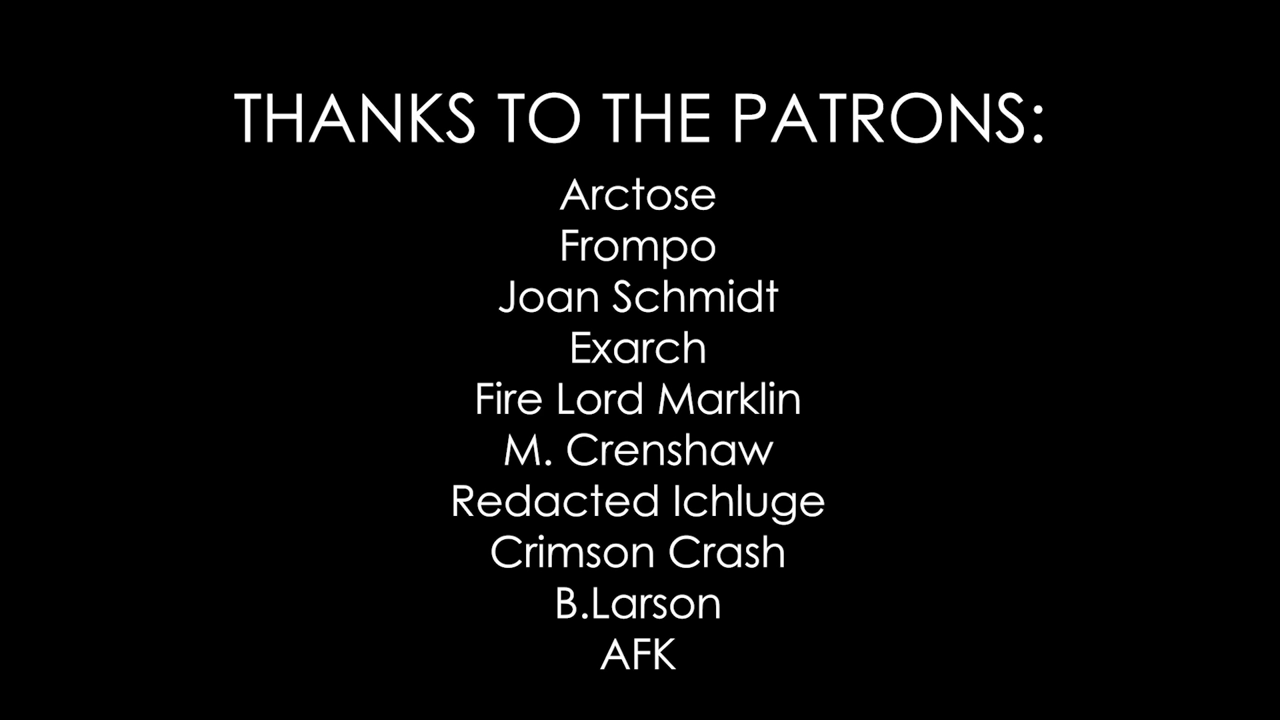 THANKS TO THE PATRONS:
Arctose
Frompo
Joan Schmidt
Exarch
Fire Lord Marklin
M. Crenshaw
Redacted Ichluge
Crimson Crash
B.Larson
AFK